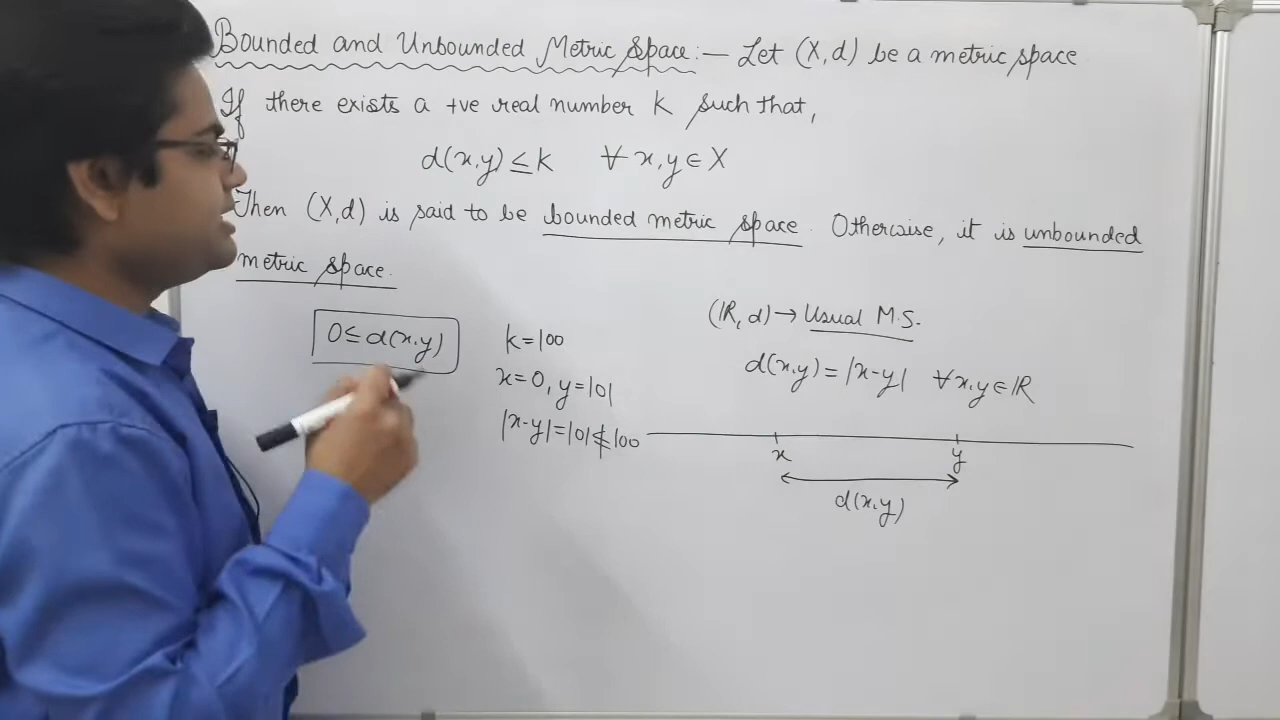 Bounded and Unbounded Metric Space:— Let (X,d) be a metric space
If there exists a +ve real number k such that,
d(x,y) ≤ k ∀ x,y ∈ X
Then (X,d) is said to be bounded metric space. Otherwise, it is unbounded
metric space.
0 ≤ d(x,y)
k=100
x=0, y=101
|x-y|=101≰100
(ℝ,d) → Usual M.S.
d(x,y) = |x-y| ∀ x,y ∈ ℝ
x y
d(x,y)